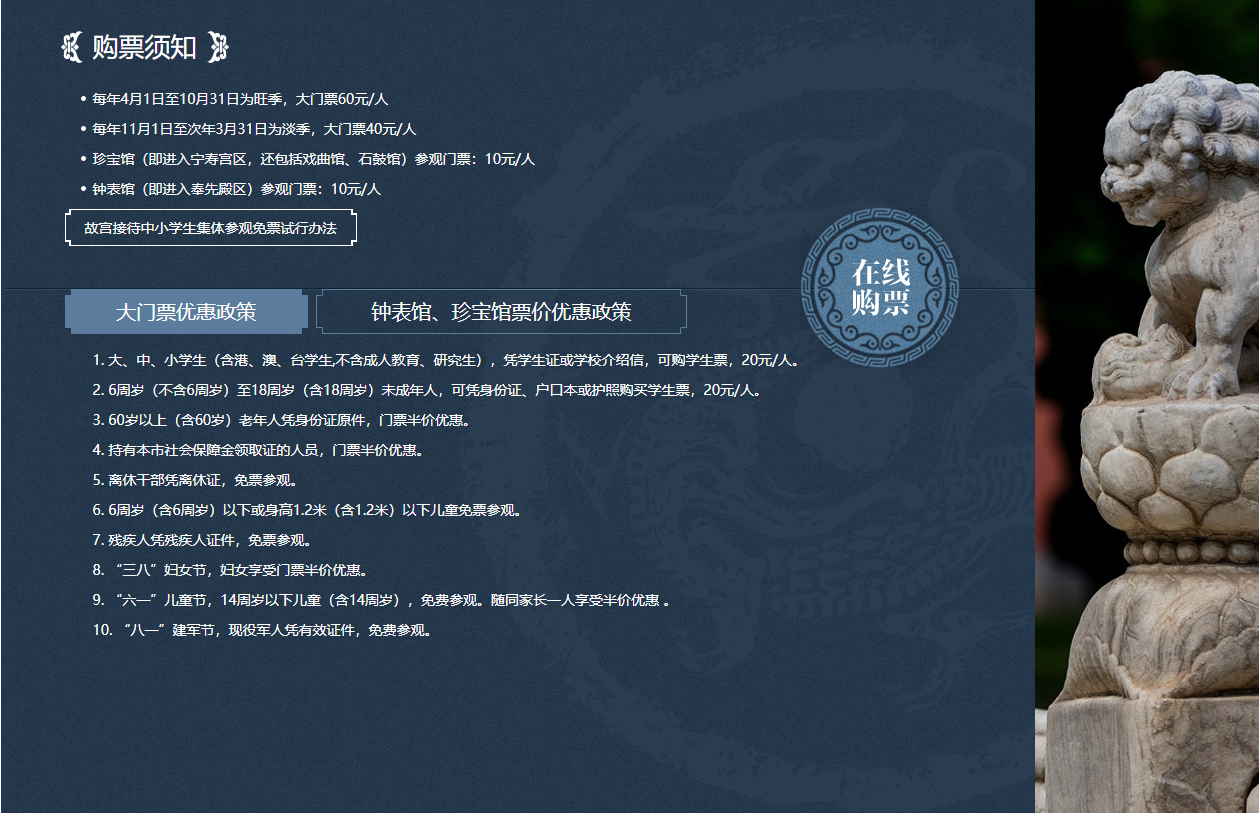 购票须知
• 每年4月1日至10月31日为旺季，大门票60元/人
• 每年11月1日至次年3月31日为淡季，大门票40元/人
• 珍宝馆（即进入宁寿宫区，还包括戏曲馆、石鼓馆）参观门票：10元/人
• 钟表馆（即进入奉先殿区）参观门票：10元/人
故宫接待中小学生集体参观免票试行办法
在线
购票
大门票优惠政策
钟表馆、珍宝馆票价优惠政策
1. 大、中、小学生（含港、澳、台学生,不含成人教育、研究生），凭学生证或学校介绍信，可购学生票，20元/人。
2. 6周岁（不含6周岁）至18周岁（含18周岁）未成年人，可凭身份证、户口本或护照购买学生票，20元/人。
3. 60岁以上（含60岁）老年人凭身份证原件，门票半价优惠。
4. 持有本市社会保障金领取证的人员，门票半价优惠。
5. 离休干部凭离休证，免票参观。
6. 6周岁（含6周岁）以下或身高1.2米（含1.2米）以下儿童免票参观。
7. 残疾人凭残疾人证件，免票参观。
8. “三八”妇女节，妇女享受门票半价优惠。
9. “六一”儿童节，14周岁以下儿童（含14周岁），免费参观。随同家长一人享受半价优惠 。
10. “八一”建军节，现役军人凭有效证件，免费参观。